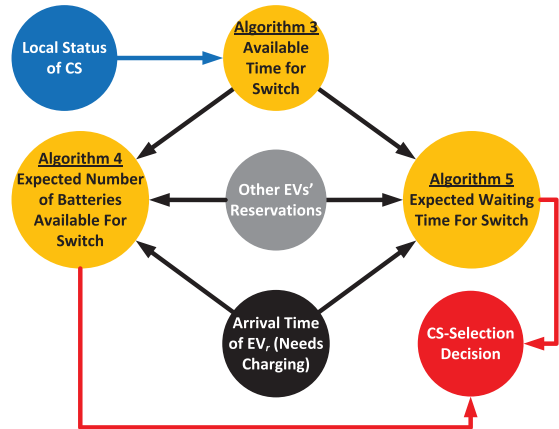 Local Status
of CS
Algorithm 3
Available
Time for
Switch
Algorithm 4
Expected Number
of Batteries
Available For
Switch
Other EVs'
Reservations
Algorithm 5
Expected Waiting
Time For Switch
Arrival Time
of EVr (Needs
Charging)
CS-Selection
Decision